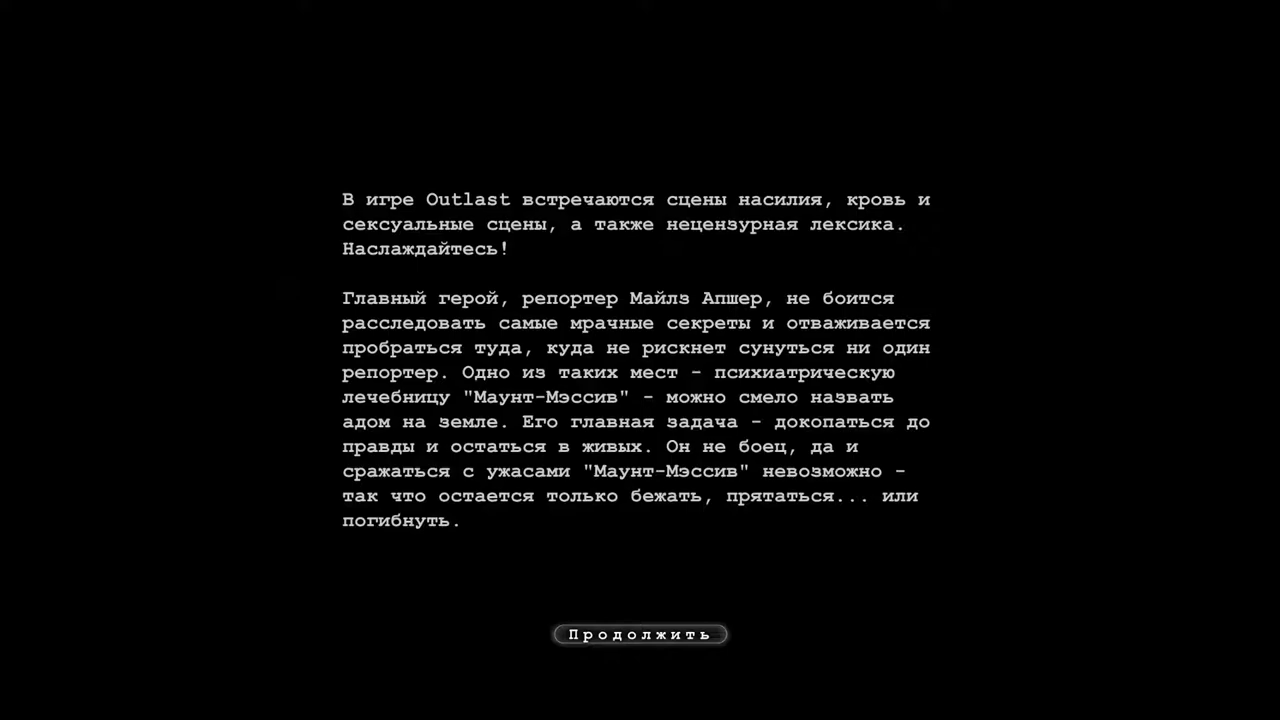 В игре Outlast встречаются сцены насилия, кровь и
сексуальные сцены, а также нецензурная лексика.
Наслаждайтесь!
Главный герой, репортер Майлз Апшер, не боится
расследовать самые мрачные секреты и отваживается
пробраться туда, куда не рискнет сунуться ни один
репортер. Одно из таких мест - психиатрическую
лечебницу "Маунт-Мэссив" - можно смело назвать
адом на земле. Его главная задача - докопаться до
правды и остаться в живых. Он не боец, да и
сражаться с ужасами "Маунт-Мэссив" невозможно -
так что остается только бежать, прятаться... или
погибнуть.
Продолжить